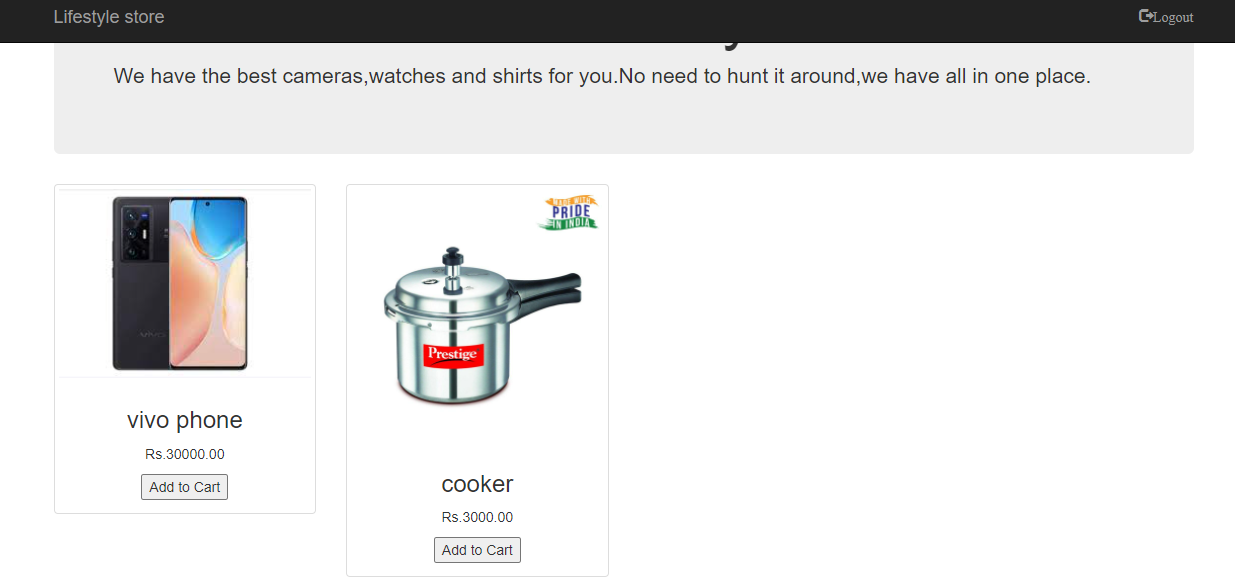 Lifestyle store
Logout
We have the best cameras,watches and shirts for you.No need to hunt it around,we have all in one place.
vivo
vivo phone
Rs.30000.00
Add to Cart
MADE WITH
PRIDE
IN INDIA
Prestige
cooker
Rs.3000.00
Add to Cart